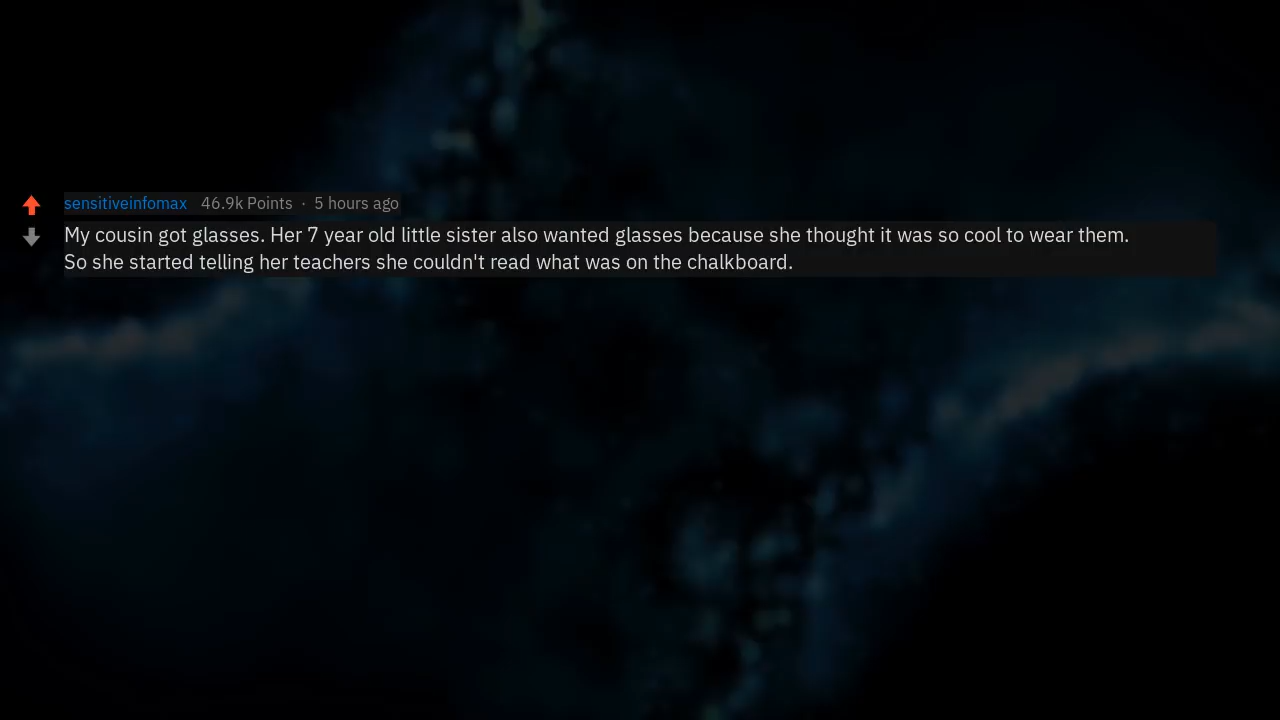 sensitiveinfomax 46.9k Points · 5 hours ago
My cousin got glasses. Her 7 year old little sister also wanted glasses because she thought it was so cool to wear them.
So she started telling her teachers she couldn't read what was on the chalkboard.